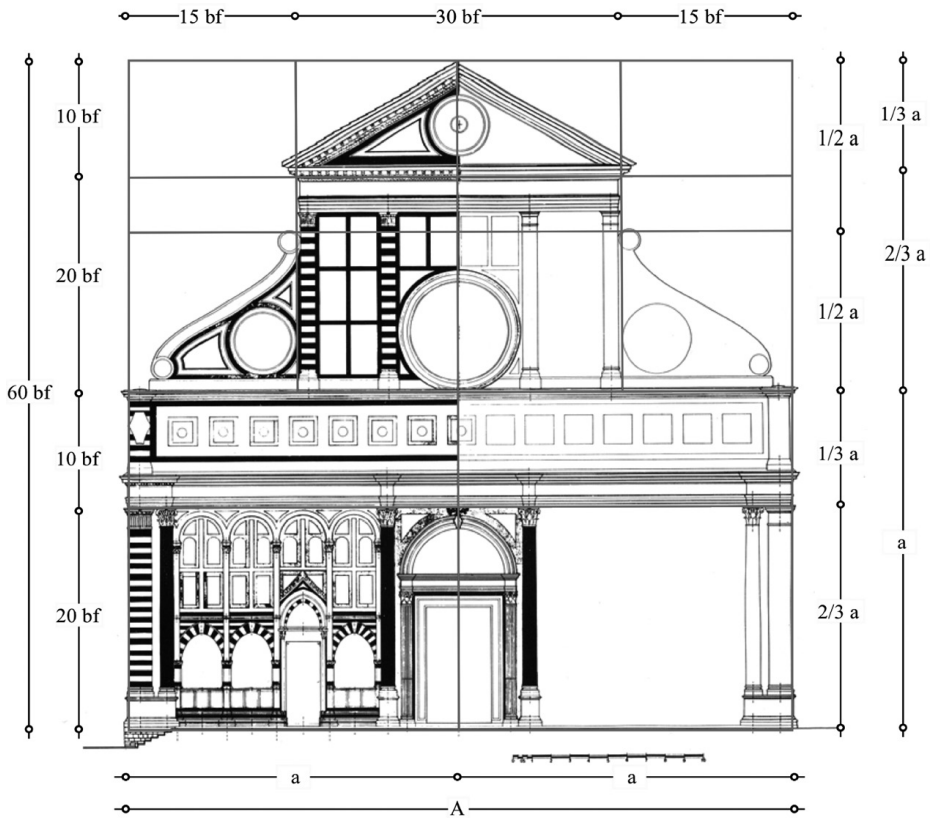 15 bf 30 bf 15 bf
10 bf 1/2 a 1/3 a
20 bf 1/2 a 2/3 a
60 bf
10 bf 1/3 a
a
20 bf 2/3 a
a a
A